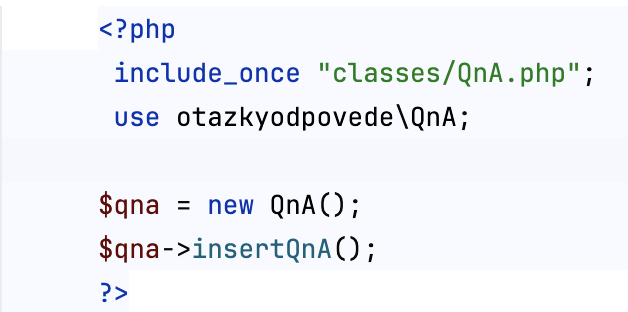 <?php
include_once "classes/QnA.php";
use otazkyodpovede\QnA;
$qna = new QnA();
$qna->insertQnA();
?>